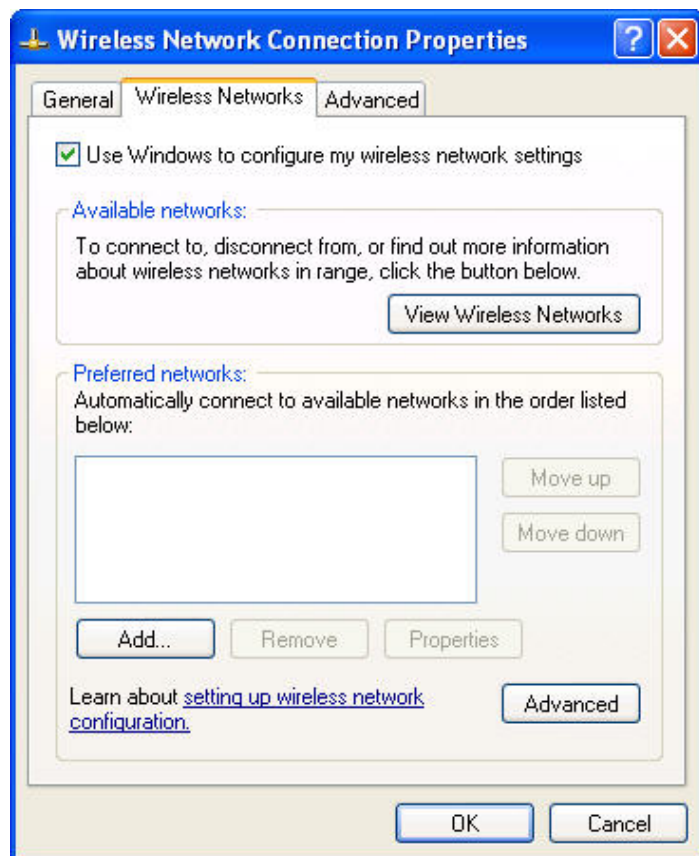 Wireless Network Connection Properties
General Wireless Networks Advanced
Use Windows to configure my wireless network settings
Available networks:
To connect to, disconnect from, or find out more information
about wireless networks in range, click the button below.
View Wireless Networks
Preferred networks:
Automatically connect to available networks in the order listed
below:
Move up
Move down
Add... Remove Properties
Learn about setting up wireless network
configuration.
Advanced
OK Cancel